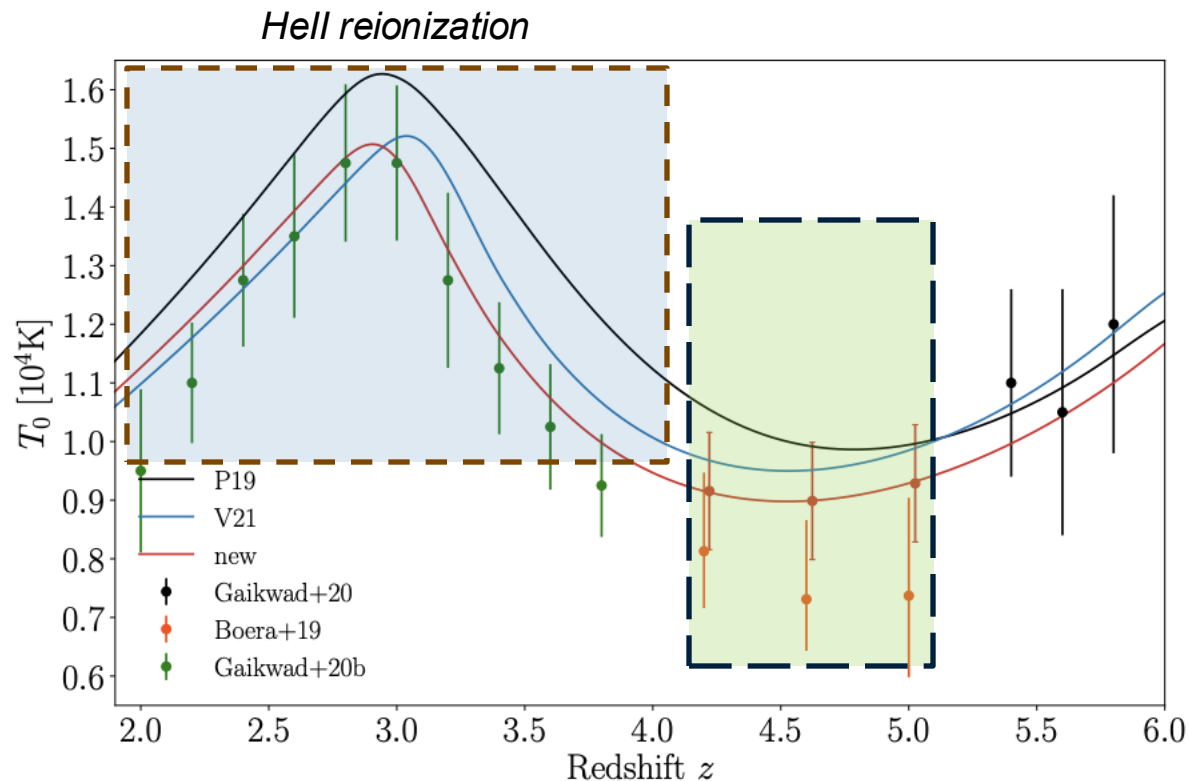 HeII reionization
1.6
1.5
1.4
1.3
1.2
1.1
1.0
0.9
0.8
0.7
0.6
T₀ [10⁴K]
P19
V21
new
Gaikwad+20
Boera+19
Gaikwad+20b
2.0 2.5 3.0 3.5 4.0 4.5 5.0 5.5 6.0
Redshift z